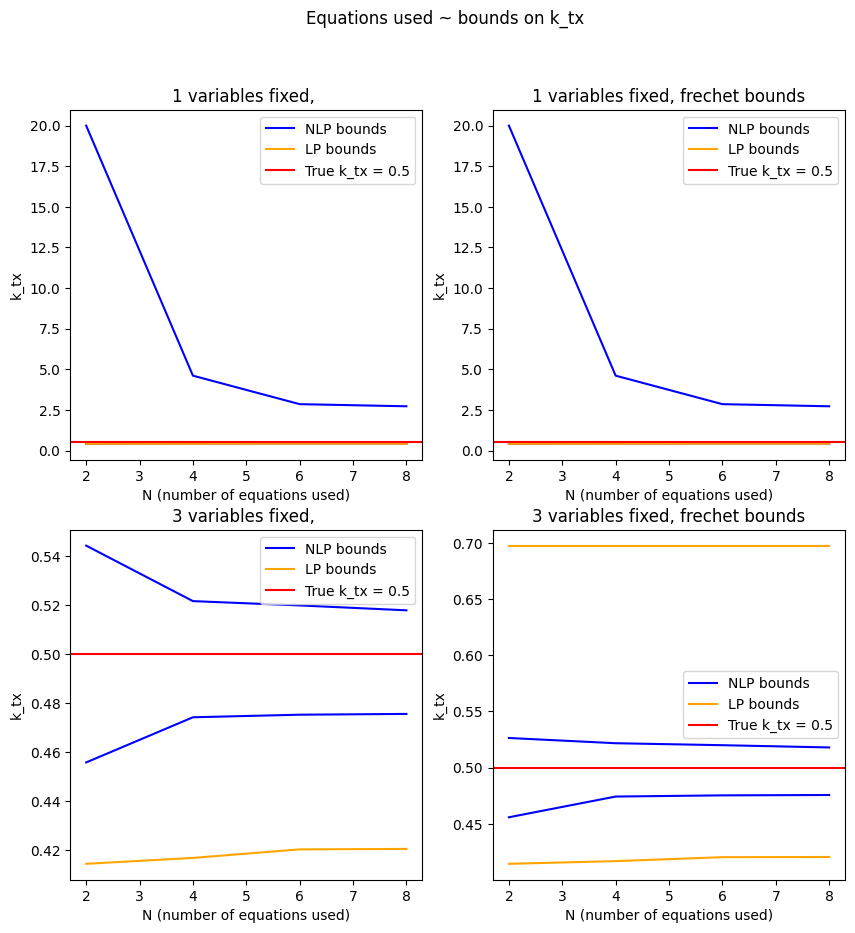 Equations used ~ bounds on k_tx
1 variables fixed,
20.0
17.5
15.0
12.5
10.0
7.5
5.0
2.5
0.0
k_tx
NLP bounds
LP bounds
True k_tx = 0.5
2
3
4
5
6
7
8
N (number of equations used)
1 variables fixed, frechet bounds
20.0
17.5
15.0
12.5
10.0
7.5
5.0
2.5
0.0
k_tx
NLP bounds
LP bounds
True k_tx = 0.5
2
3
4
5
6
7
8
N (number of equations used)
3 variables fixed,
0.54
0.52
0.50
0.48
0.46
0.44
0.42
k_tx
NLP bounds
LP bounds
True k_tx = 0.5
2
3
4
5
6
7
8
N (number of equations used)
3 variables fixed, frechet bounds
0.70
0.65
0.60
0.55
0.50
0.45
k_tx
NLP bounds
LP bounds
True k_tx = 0.5
2
3
4
5
6
7
8
N (number of equations used)